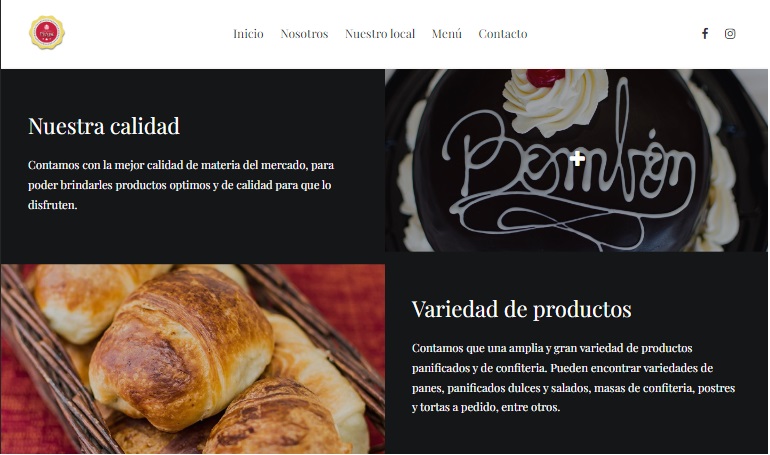 Inicio Nosotros Nuestro local Menú Contacto
Nuestra calidad
Contamos con la mejor calidad de materia del mercado, para
poder brindarles productos optimos y de calidad para que lo
disfruten.
Bombón
Variedad de productos
Contamos que una amplia y gran variedad de productos
panificados y de confiteria. Pueden encontrar variedades de
panes, panificados dulces y salados, masas de confiteria, postres
y tortas a pedido, entre otros.